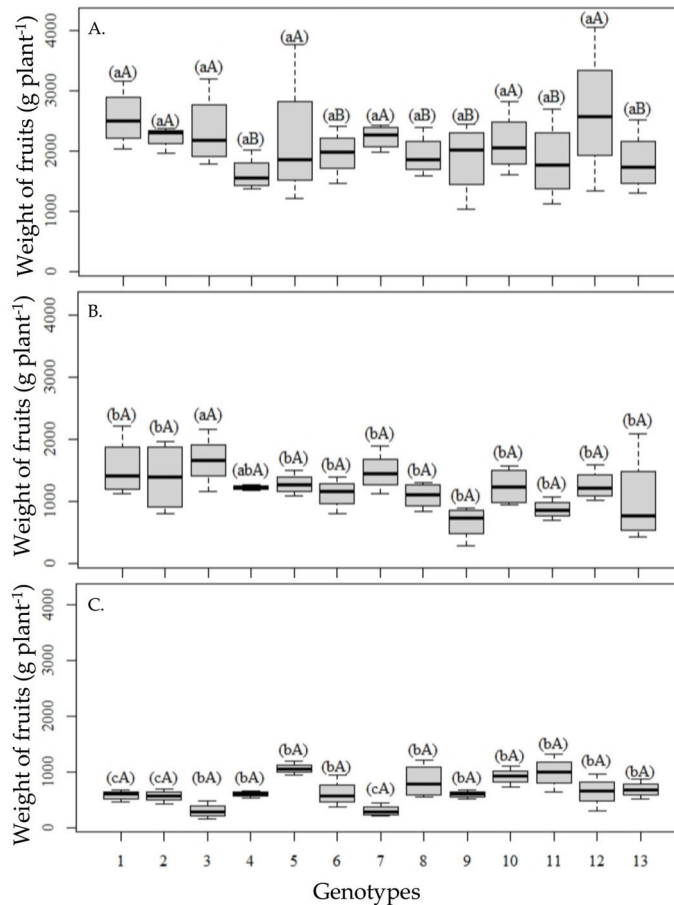 A.
Weight of fruits (g plant-1)
4000
3000
2000
1000
0
(aA) (aA) (aA) (aB) (aA) (aB) (aA) (aB) (aB) (aA) (aB) (aA) (aB)
B.
Weight of fruits (g plant-1)
4000
3000
2000
1000
0
(bA) (bA) (aA) (abA) (bA) (bA) (bA) (bA) (bA) (bA) (bA) (bA) (bA)
C.
Weight of fruits (g plant-1)
4000
3000
2000
1000
0
(cA) (cA) (bA) (bA) (bA) (bA) (cA) (bA) (bA) (bA) (bA) (bA) (bA)
1 2 3 4 5 6 7 8 9 10 11 12 13
Genotypes